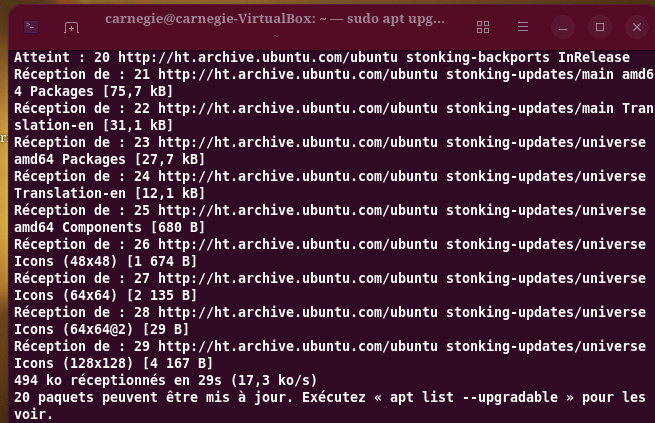 carnegie@carnegie-VirtualBox: ~ — sudo apt upg...
~
Atteint : 20 http://ht.archive.ubuntu.com/ubuntu stonking-backports InRelease
Réception de : 21 http://ht.archive.ubuntu.com/ubuntu stonking-updates/main amd6
4 Packages [75,7 kB]
Réception de : 22 http://ht.archive.ubuntu.com/ubuntu stonking-updates/main Tran
slation-en [31,1 kB]
Réception de : 23 http://ht.archive.ubuntu.com/ubuntu stonking-updates/universe
amd64 Packages [27,7 kB]
Réception de : 24 http://ht.archive.ubuntu.com/ubuntu stonking-updates/universe
Translation-en [12,1 kB]
Réception de : 25 http://ht.archive.ubuntu.com/ubuntu stonking-updates/universe
amd64 Components [680 B]
Réception de : 26 http://ht.archive.ubuntu.com/ubuntu stonking-updates/universe
Icons (48x48) [1 674 B]
Réception de : 27 http://ht.archive.ubuntu.com/ubuntu stonking-updates/universe
Icons (64x64) [2 135 B]
Réception de : 28 http://ht.archive.ubuntu.com/ubuntu stonking-updates/universe
Icons (64x64@2) [29 B]
Réception de : 29 http://ht.archive.ubuntu.com/ubuntu stonking-updates/universe
Icons (128x128) [4 167 B]
494 ko réceptionnés en 29s (17,3 ko/s)
20 paquets peuvent être mis à jour. Exécutez « apt list --upgradable » pour les
voir.